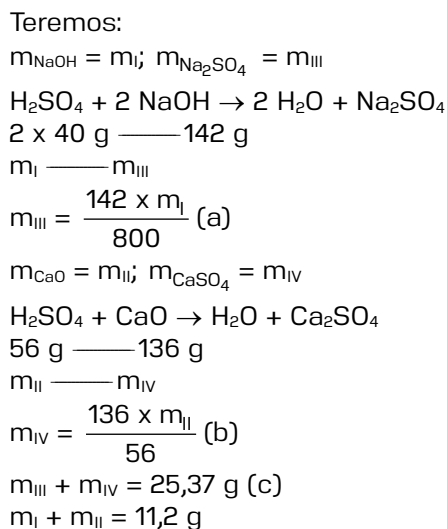 Teremos:
mNaOH = mI; mNa₂SO₄ = mIII
H₂SO₄ + 2 NaOH → 2 H₂O + Na₂SO₄
2 x 40 g ——— 142 g
mI ——— mIII
mIII = (142 x mI)/800 (a)
mCaO = mII; mCaSO₄ = mIV
H₂SO₄ + CaO → H₂O + Ca₂SO₄
56 g ——— 136 g
mII ——— mIV
mIV = (136 x mII)/56 (b)
mIII + mIV = 25,37 g (c)
mI + mII = 11,2 g